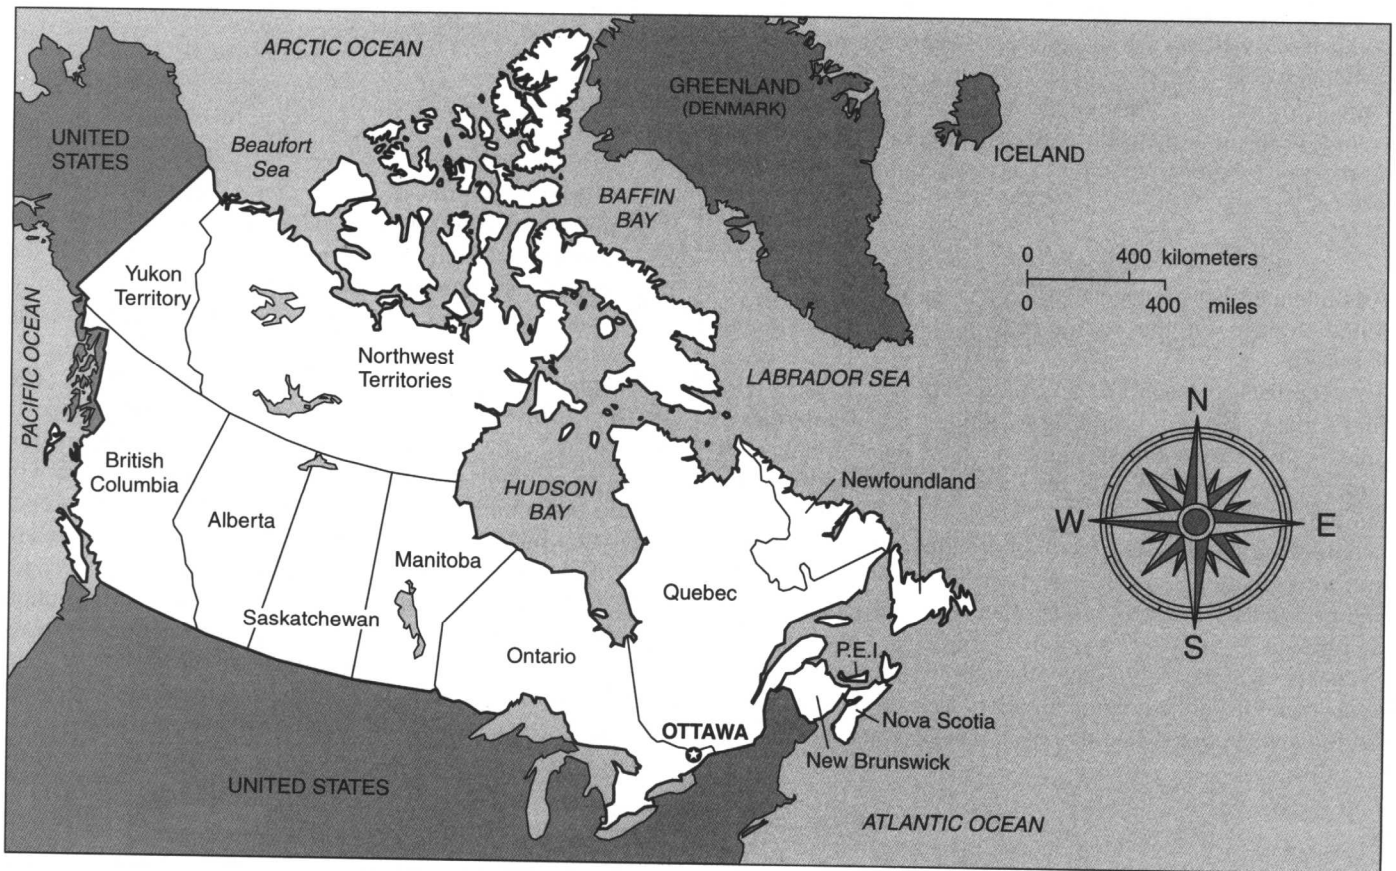 ARCTIC OCEAN
GREENLAND
(DENMARK)
UNITED
STATES
Beaufort
Sea
ICELAND
BAFFIN
BAY
0 400 kilometers
0 400 miles
Yukon
Territory
PACIFIC OCEAN
Northwest
Territories
LABRADOR SEA
N
British
Columbia
HUDSON
BAY
Newfoundland
Alberta
W
E
Manitoba
Quebec
Saskatchewan
S
Ontario
P.E.I.
OTTAWA
Nova Scotia
New Brunswick
UNITED STATES
ATLANTIC OCEAN